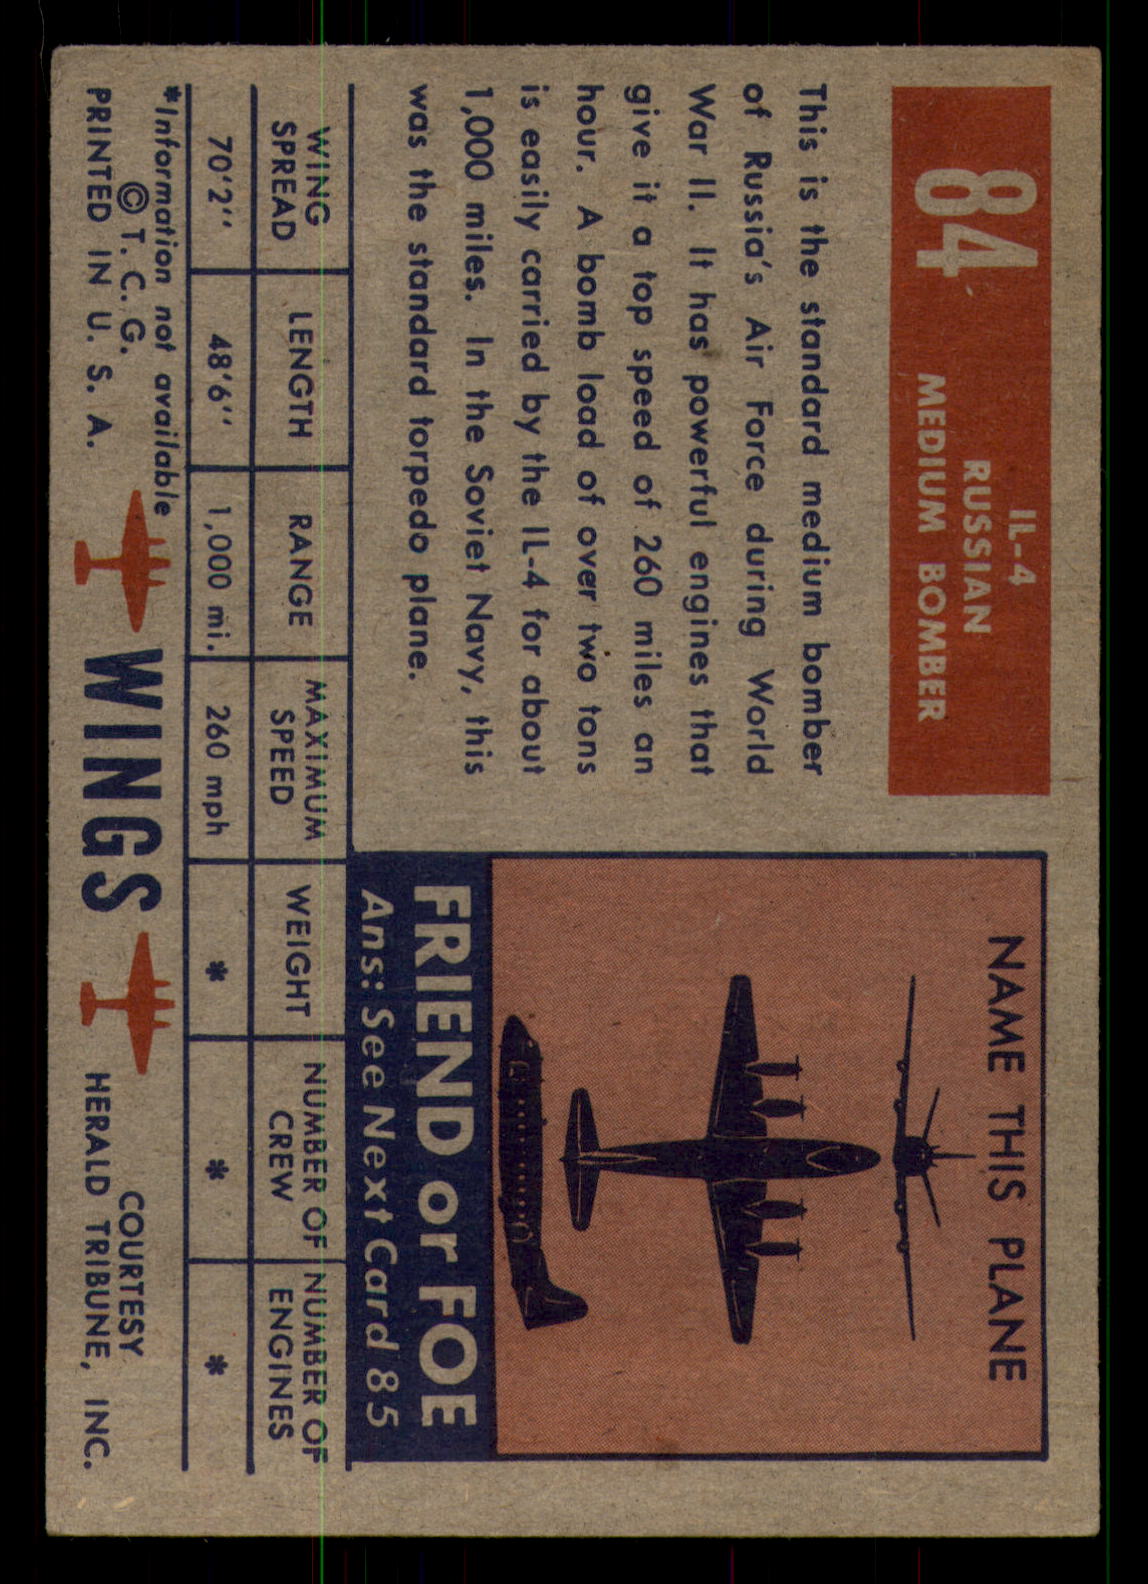 84
IL-4
RUSSIAN
MEDIUM BOMBER
This is the standard medium bomber
of Russia's Air Force during World
War II. It has powerful engines that
give it a top speed of 260 miles an
hour. A bomb load of over two tons
is easily carried by the IL-4 for about
1,000 miles. In the Soviet Navy, this
was the standard torpedo plane.
NAME THIS PLANE
FRIEND or FOE
Ans: See Next Card 85
WING SPREAD LENGTH RANGE MAXIMUM SPEED WEIGHT NUMBER OF CREW NUMBER OF ENGINES
70'2'' 48'6'' 1,000 mi. 260 mph * * *
*Information not available
© T. C. G.
PRINTED IN U. S. A.
WINGS
COURTESY
HERALD TRIBUNE, INC.